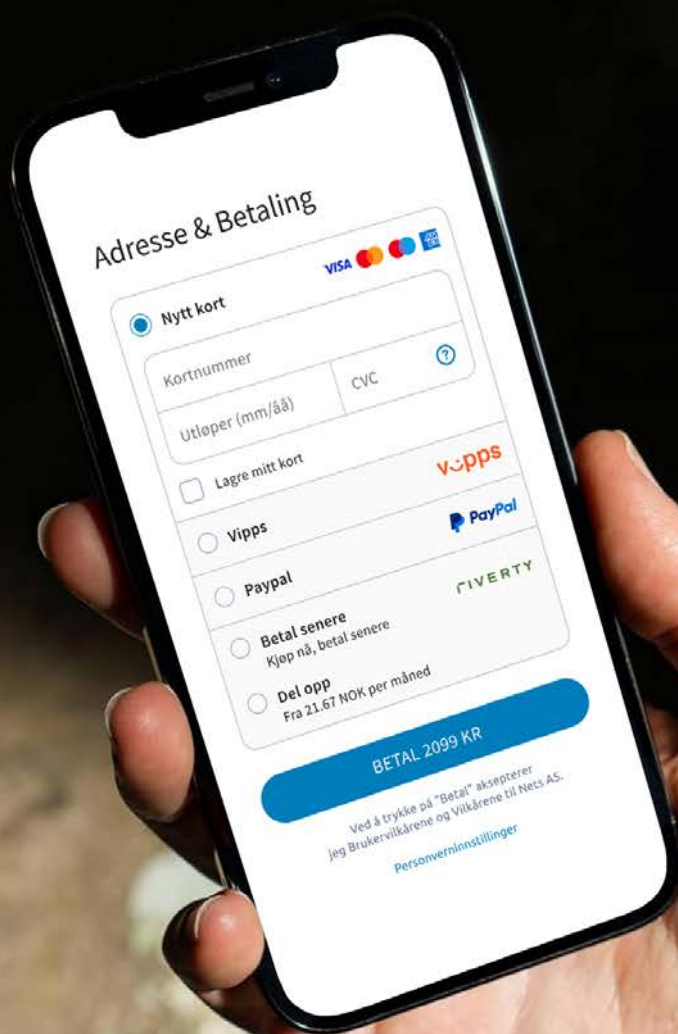 Adresse & Betaling
Nytt kort
VISA
Kortnummer
Utløper (mm/åå)
CVC
?
Lagre mitt kort
Vipps
vipps
Paypal
PayPal
Betal senere
Kjøp nå, betal senere
RIVERTY
Del opp
Fra 21.67 NOK per måned
BETAL 2099 KR
Ved å trykke på "Betal" aksepterer
jeg Brukervilkårene og Vilkårene til Nets AS.
Personverninnstillinger